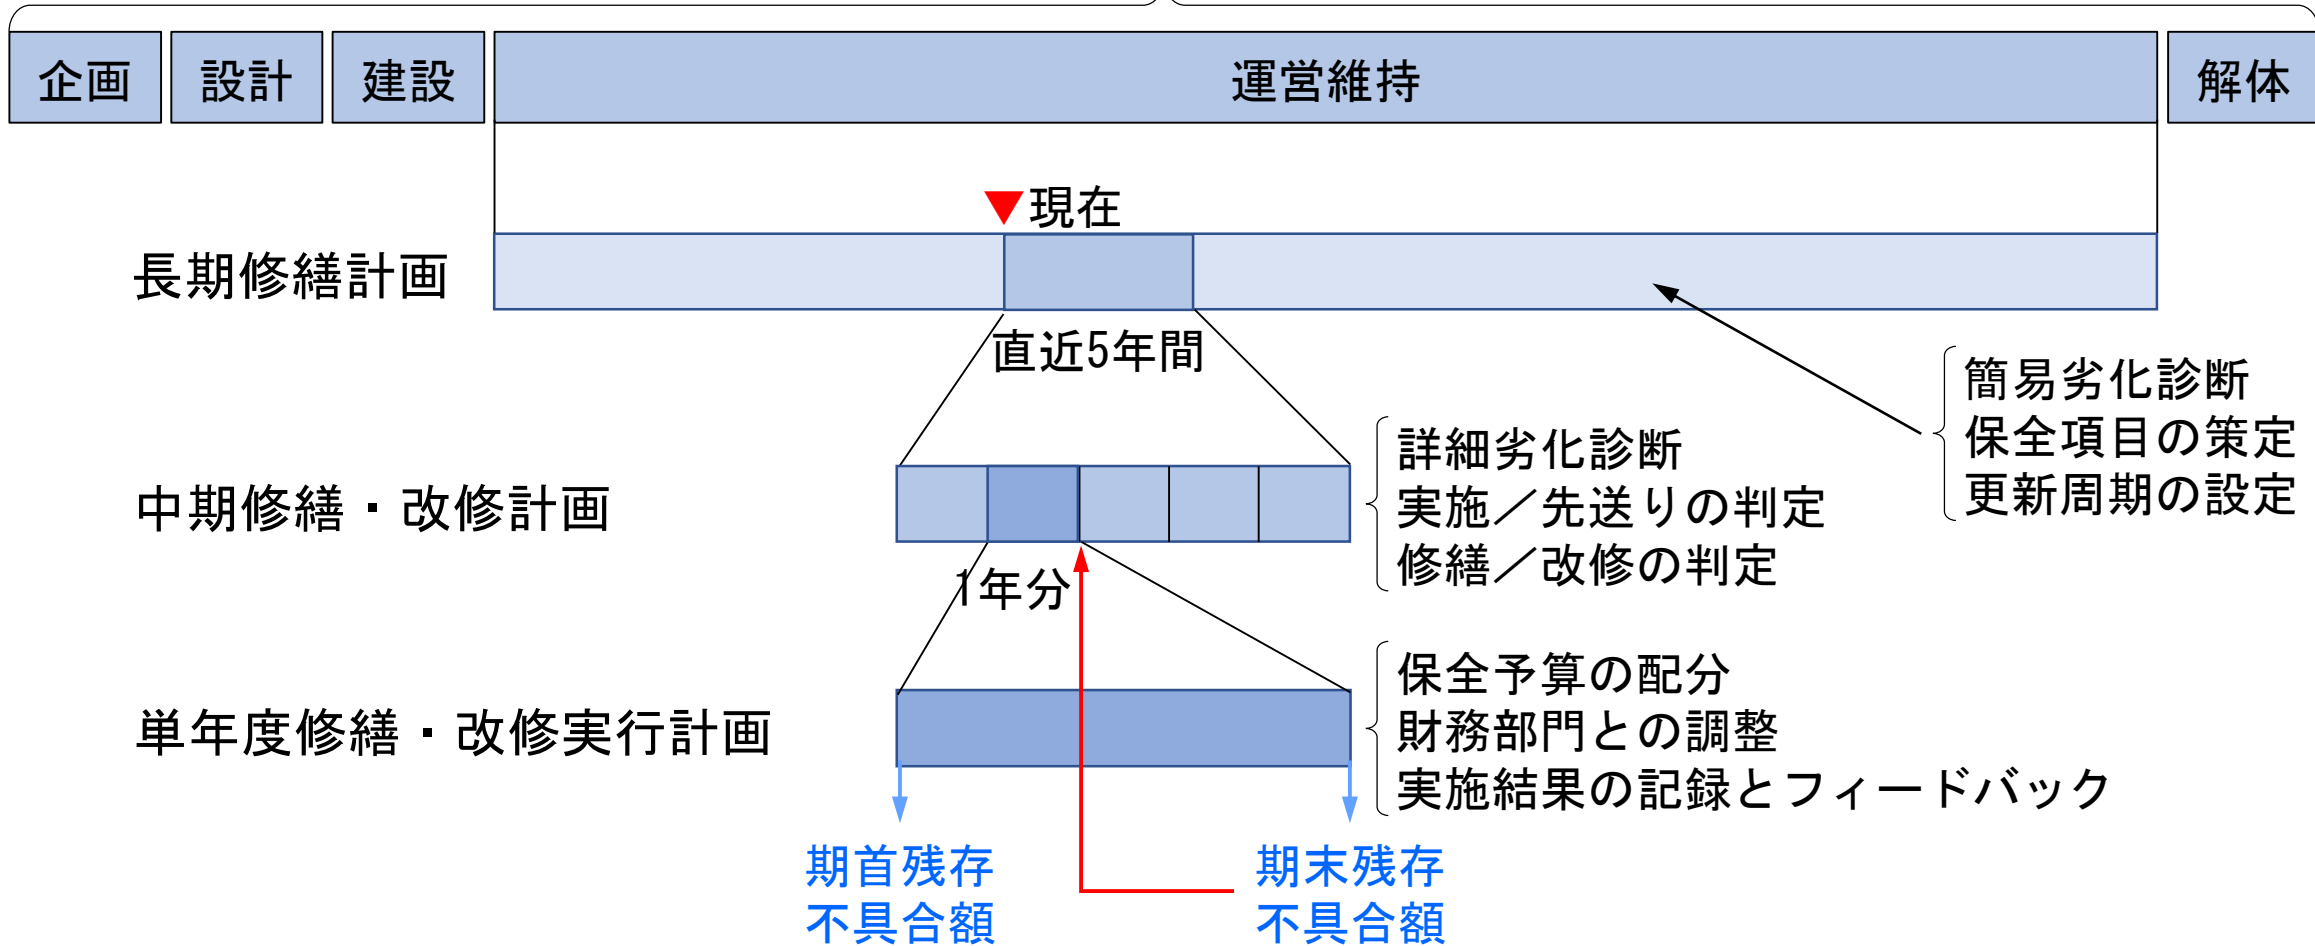 企画
設計
建設
運営維持
解体
現在
長期修繕計画
直近5年間
簡易劣化診断
保全項目の策定
更新周期の設定
中期修繕・改修計画
詳細劣化診断
実施／先送りの判定
修繕／改修の判定
1年分
単年度修繕・改修実行計画
保全予算の配分
財務部門との調整
実施結果の記録とフィードバック
期首残存
不具合額
期末残存
不具合額